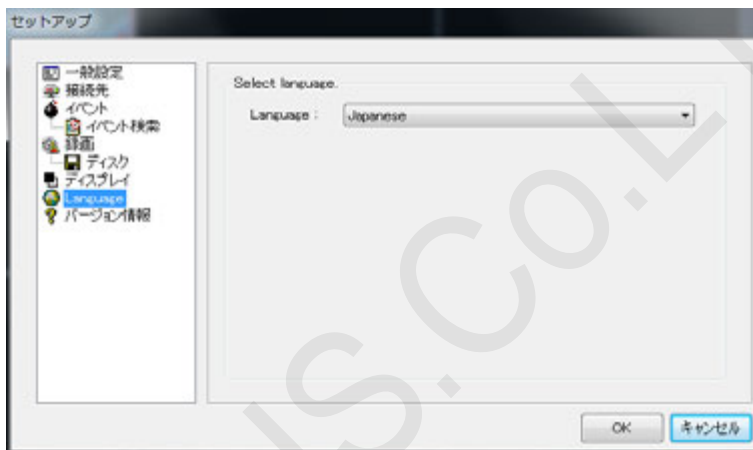 セットアップ
一般設定
接続先
イベント
イベント検索
録画
ディスク
ディスプレイ
Language
バージョン情報
Select language.
Language :
Japanese
OK
キャンセル
S.Co.L